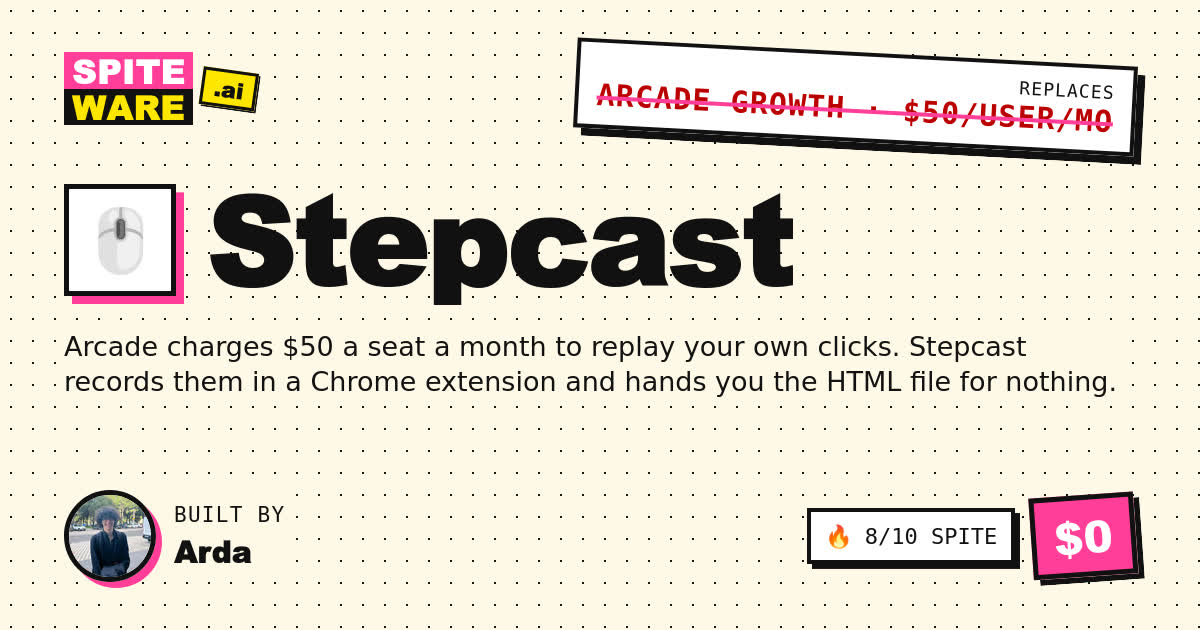 SPITE
WARE
.ai
REPLACES
ARCADE GROWTH · $50/USER/MO
Stepcast
Arcade charges $50 a seat a month to replay your own clicks. Stepcast
records them in a Chrome extension and hands you the HTML file for nothing.
BUILT BY
Arda
🔥 8/10 SPITE
$0